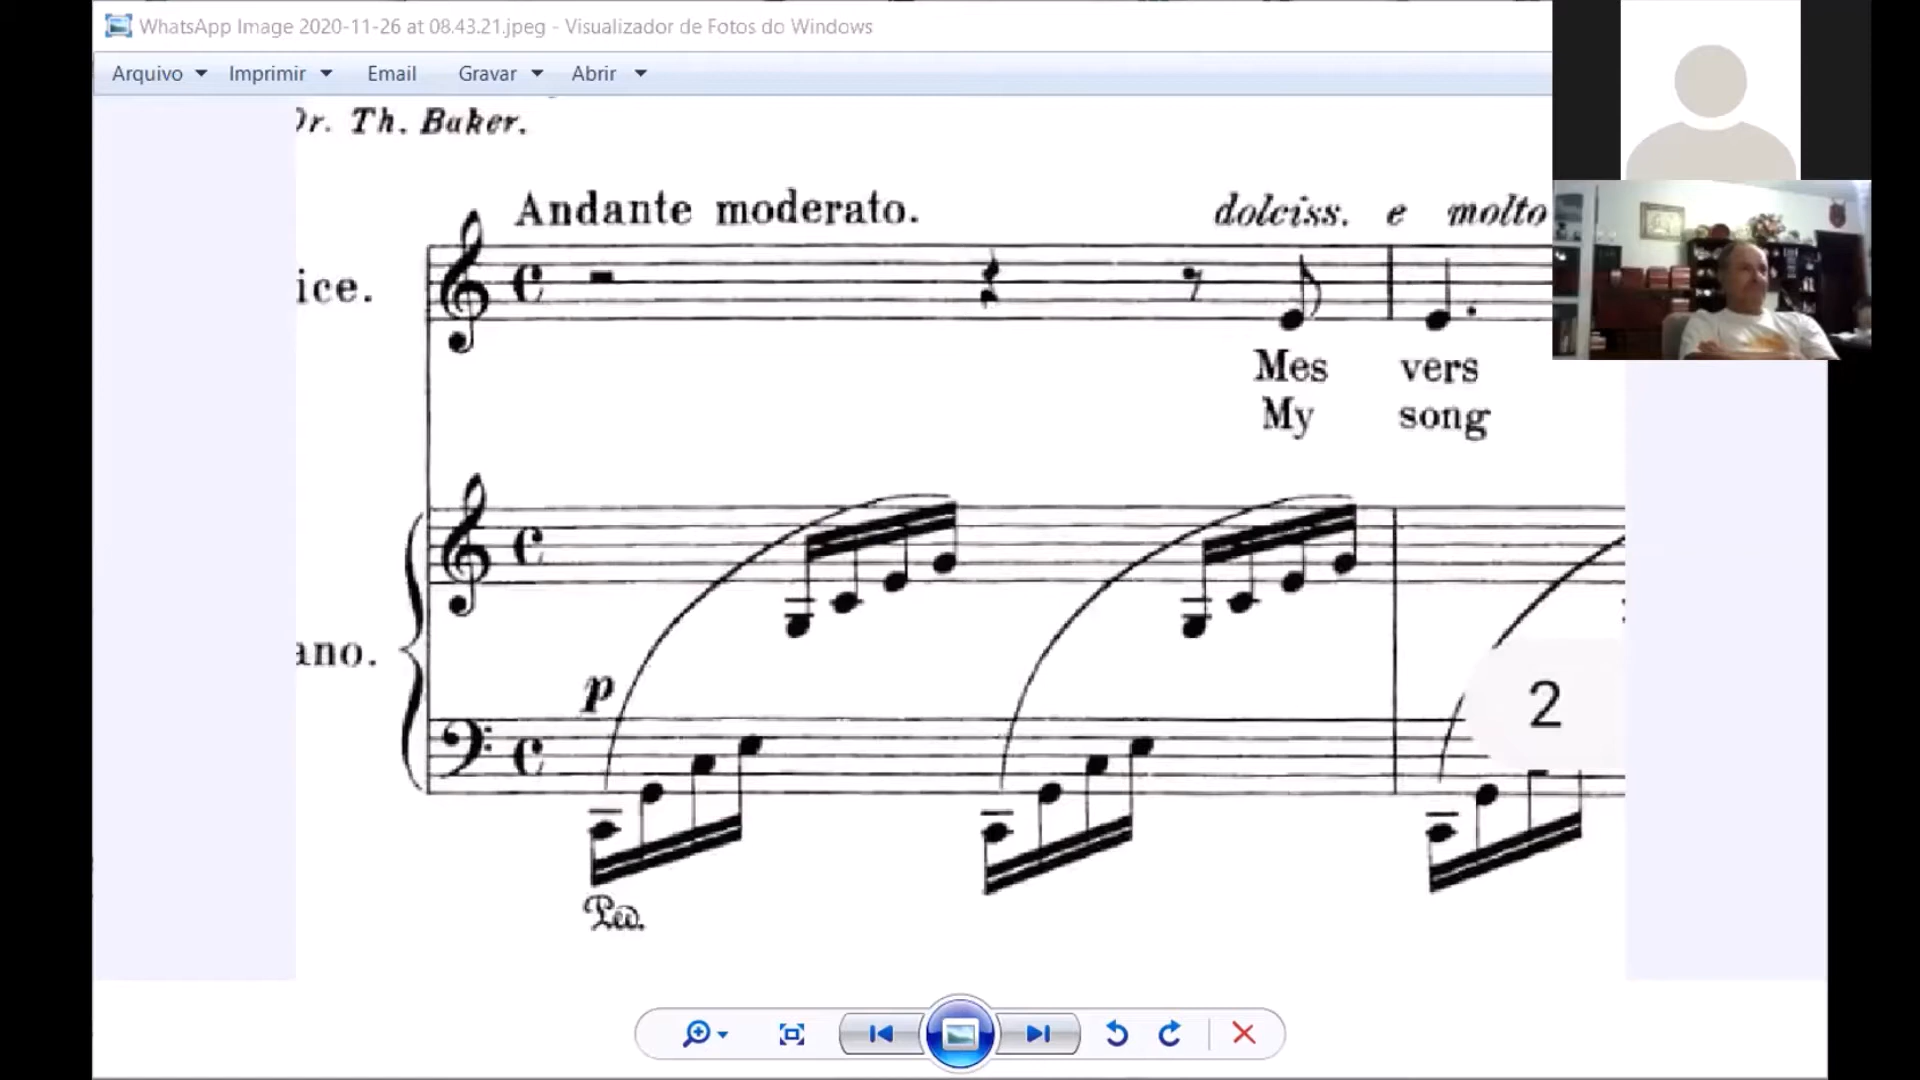 WhatsApp Image 2020-11-26 at 08.43.21.jpeg - Visualizador de Fotos do Windows
Arquivo Imprimir Email Gravar Abrir
Dr. Th. Baker.
Andante moderato. dolciss. e molto
ice.
Mes vers
My song
ano.
p
2
Ped.